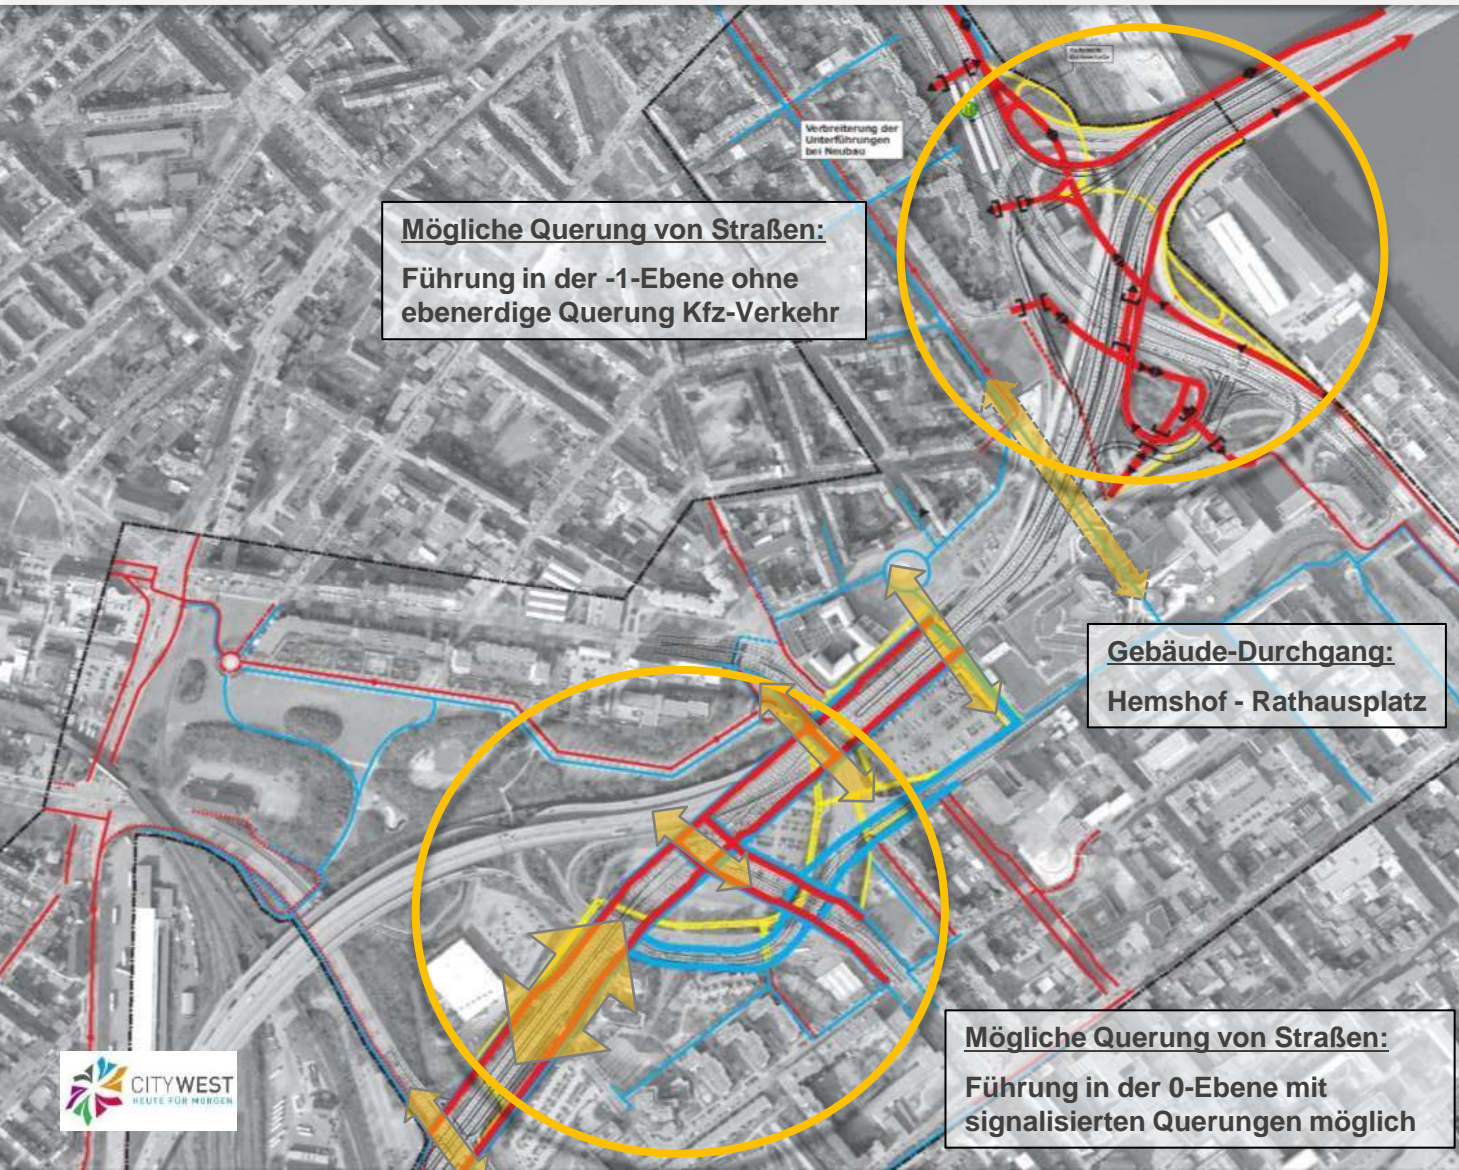 Verbreiterung der
Unterführungen
bei Neubau
Mögliche Querung von Straßen:
Führung in der -1-Ebene ohne
ebenerdige Querung Kfz-Verkehr
Gebäude-Durchgang:
Hemshof - Rathausplatz
Mögliche Querung von Straßen:
Führung in der 0-Ebene mit
signalisierten Querungen möglich
CITYWEST
HEUTE FÜR MORGEN